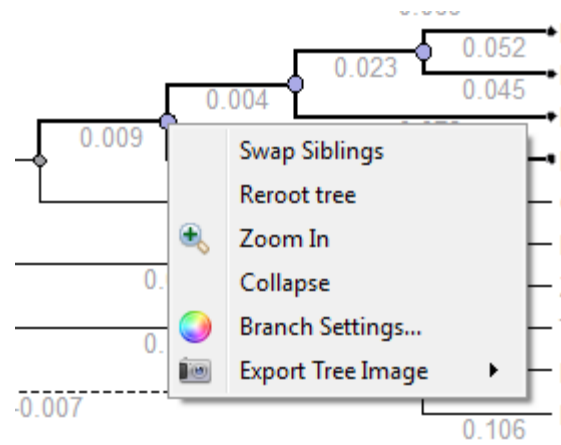 0.052
0.023
0.045
0.004
0.009
Swap Siblings
Reroot tree
Zoom In
Collapse
Branch Settings...
Export Tree Image
-0.007
0.106